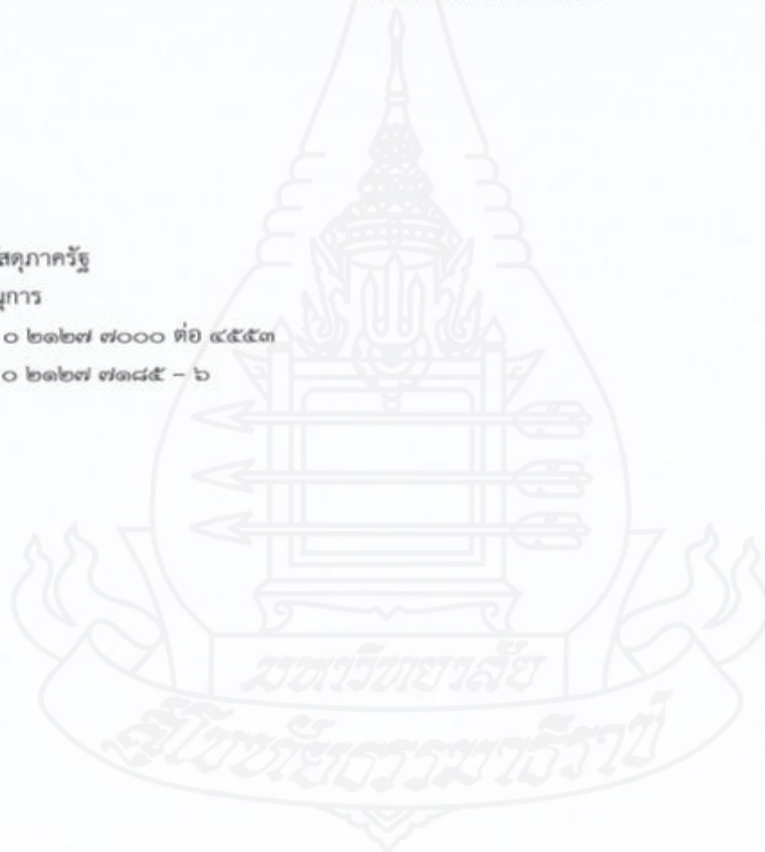 สดุภาครัฐ
นุการ
๐ ๒๑๒๗ ๗๐๐๐ ต่อ ๔๕๕๓
๐ ๒๑๒๗ ๗๑๘๕ – ๖
มหาวิทยาลัย
สุโขทัยธรรมาธิราช